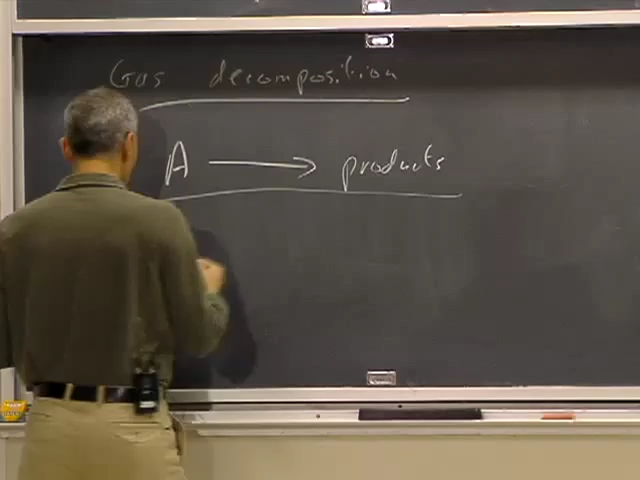 Gas decomposition
A → products